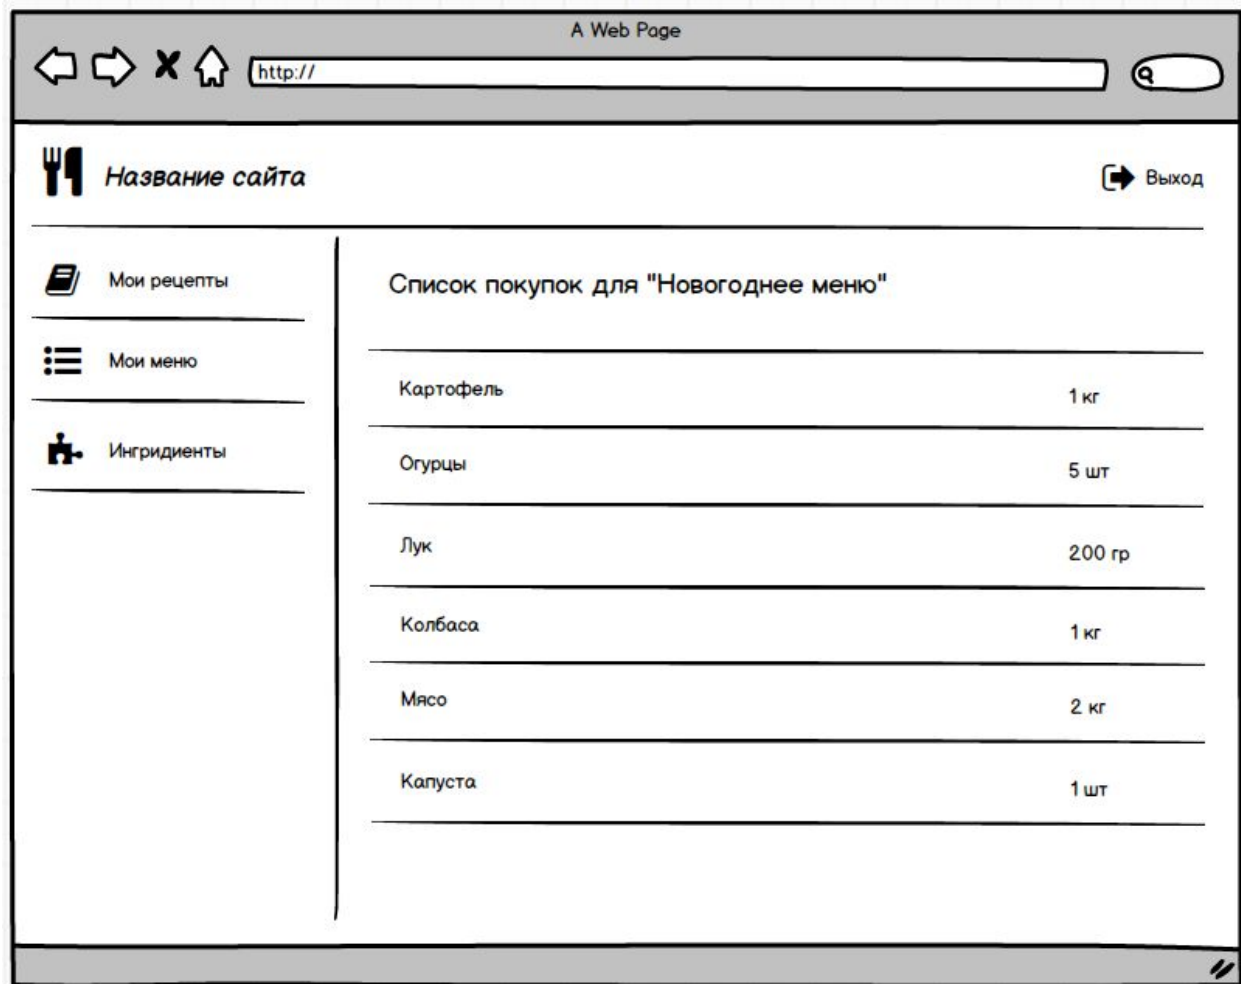 A Web Page
http://
Название сайта
Выход
Мои рецепты
Мои меню
Ингридиенты
Список покупок для "Новогоднее меню"
Картофель 1 кг
Огурцы 5 шт
Лук 200 гр
Колбаса 1 кг
Мясо 2 кг
Капуста 1 шт